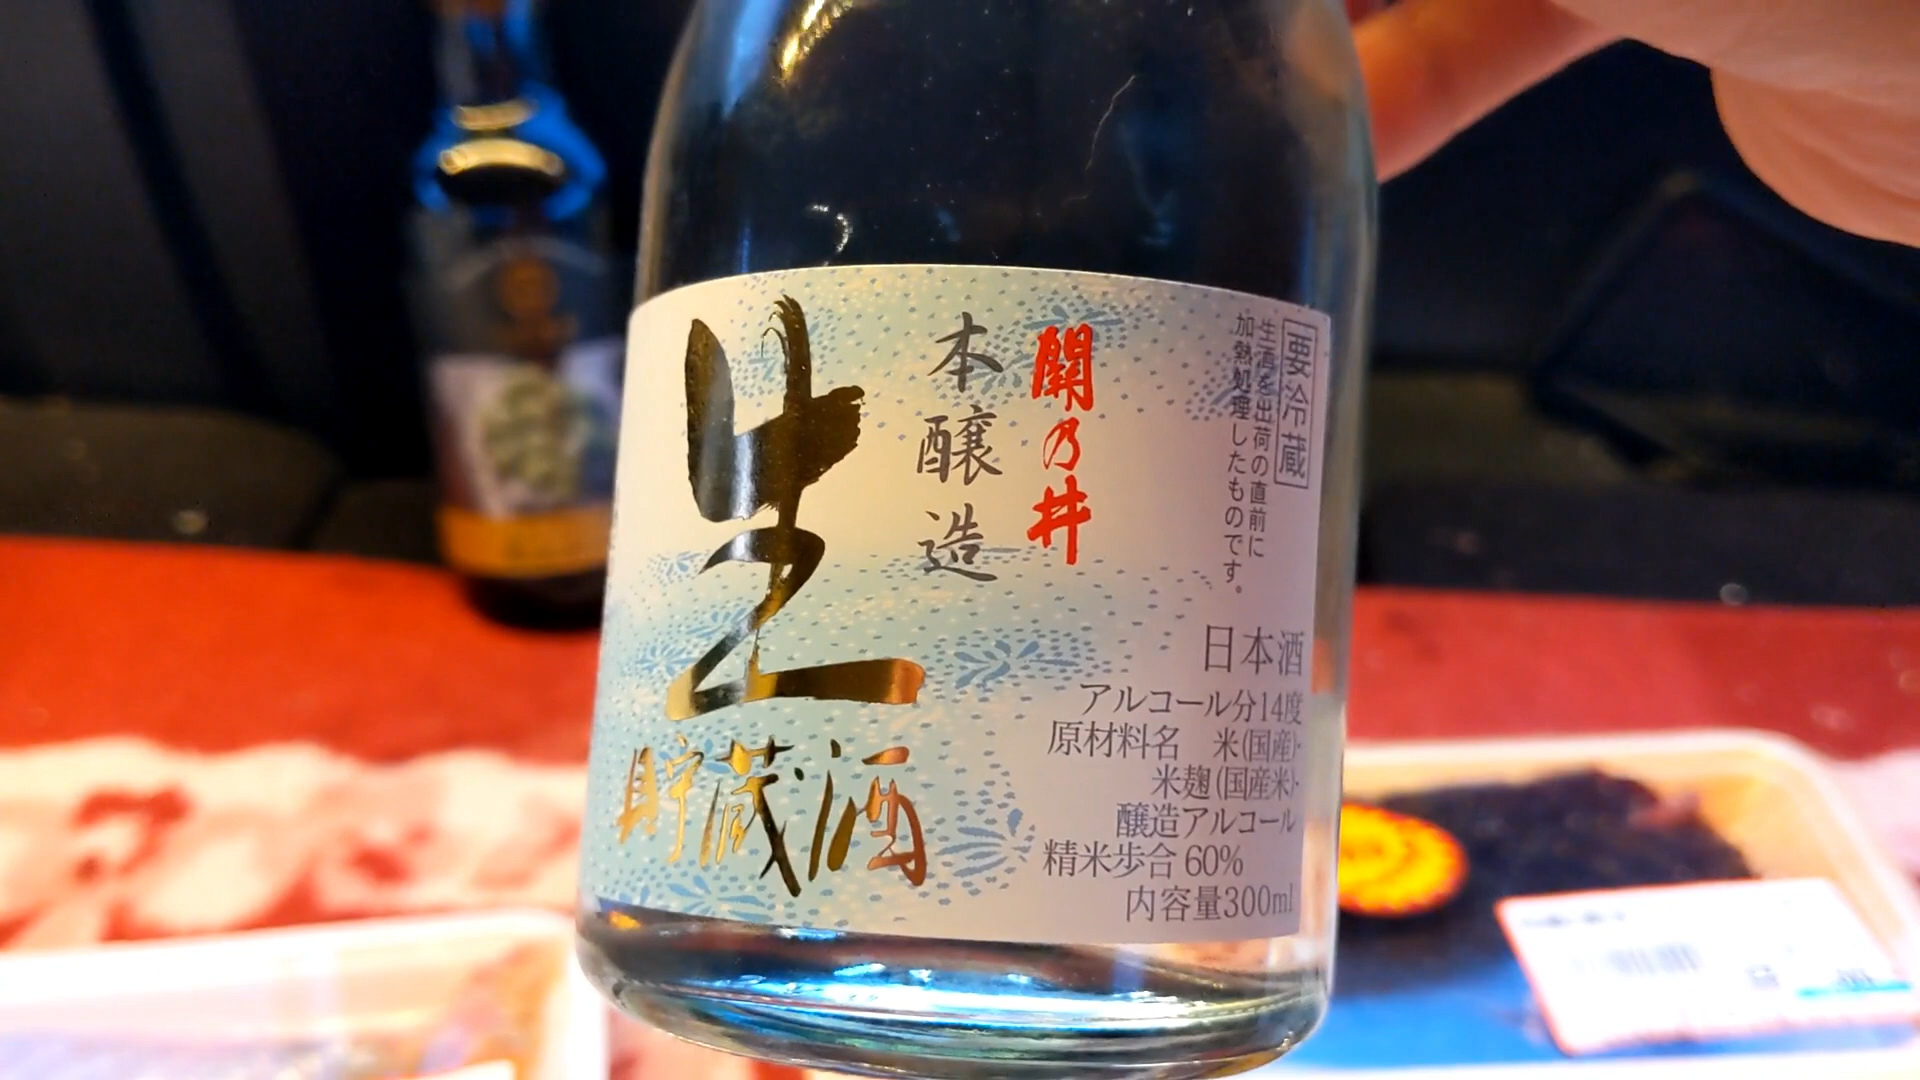 要冷蔵
生酒を出荷の直前に
加熱処理したものです。
関乃井
本醸造
生
貯蔵酒
日本酒
アルコール分14度
原材料名 米(国産)・
米麹(国産米)・
醸造アルコール
精米歩合 60%
内容量300ml